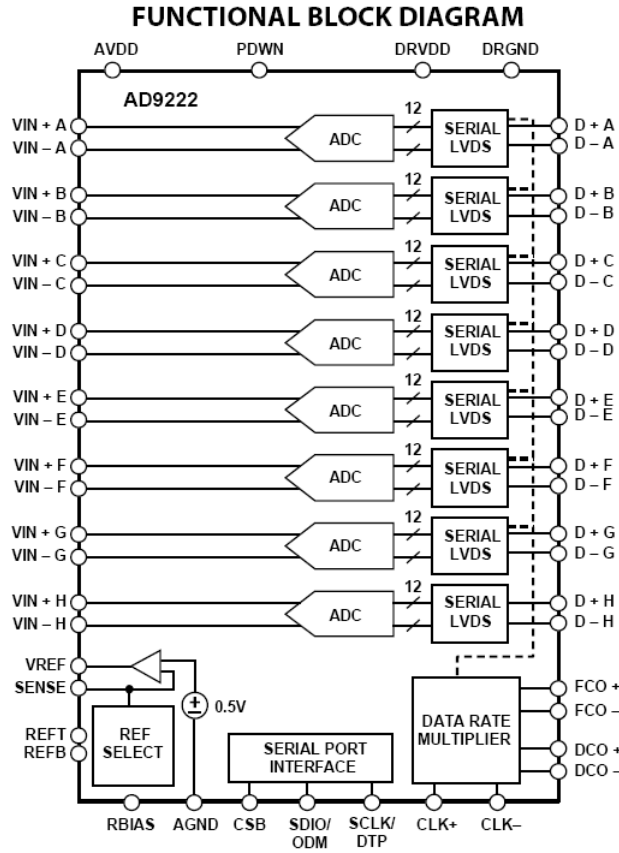 FUNCTIONAL BLOCK DIAGRAM
AVDD PDWN DRVDD DRGND
AD9222
VIN + A
VIN – A
ADC
12
SERIAL
LVDS
D + A
D – A
VIN + B
VIN – B
ADC
12
SERIAL
LVDS
D + B
D – B
VIN + C
VIN – C
ADC
12
SERIAL
LVDS
D + C
D – C
VIN + D
VIN – D
ADC
12
SERIAL
LVDS
D + D
D – D
VIN + E
VIN – E
ADC
12
SERIAL
LVDS
D + E
D – E
VIN + F
VIN – F
ADC
12
SERIAL
LVDS
D + F
D – F
VIN + G
VIN – G
ADC
12
SERIAL
LVDS
D + G
D – G
VIN + H
VIN – H
ADC
12
SERIAL
LVDS
D + H
D – H
VREF
SENSE
REFT
REFB
REF
SELECT
±
0.5V
SERIAL PORT
INTERFACE
DATA RATE
MULTIPLIER
FCO +
FCO –
DCO +
DCO –
RBIAS
AGND
CSB
SDIO/
ODM
SCLK/
DTP
CLK+
CLK–